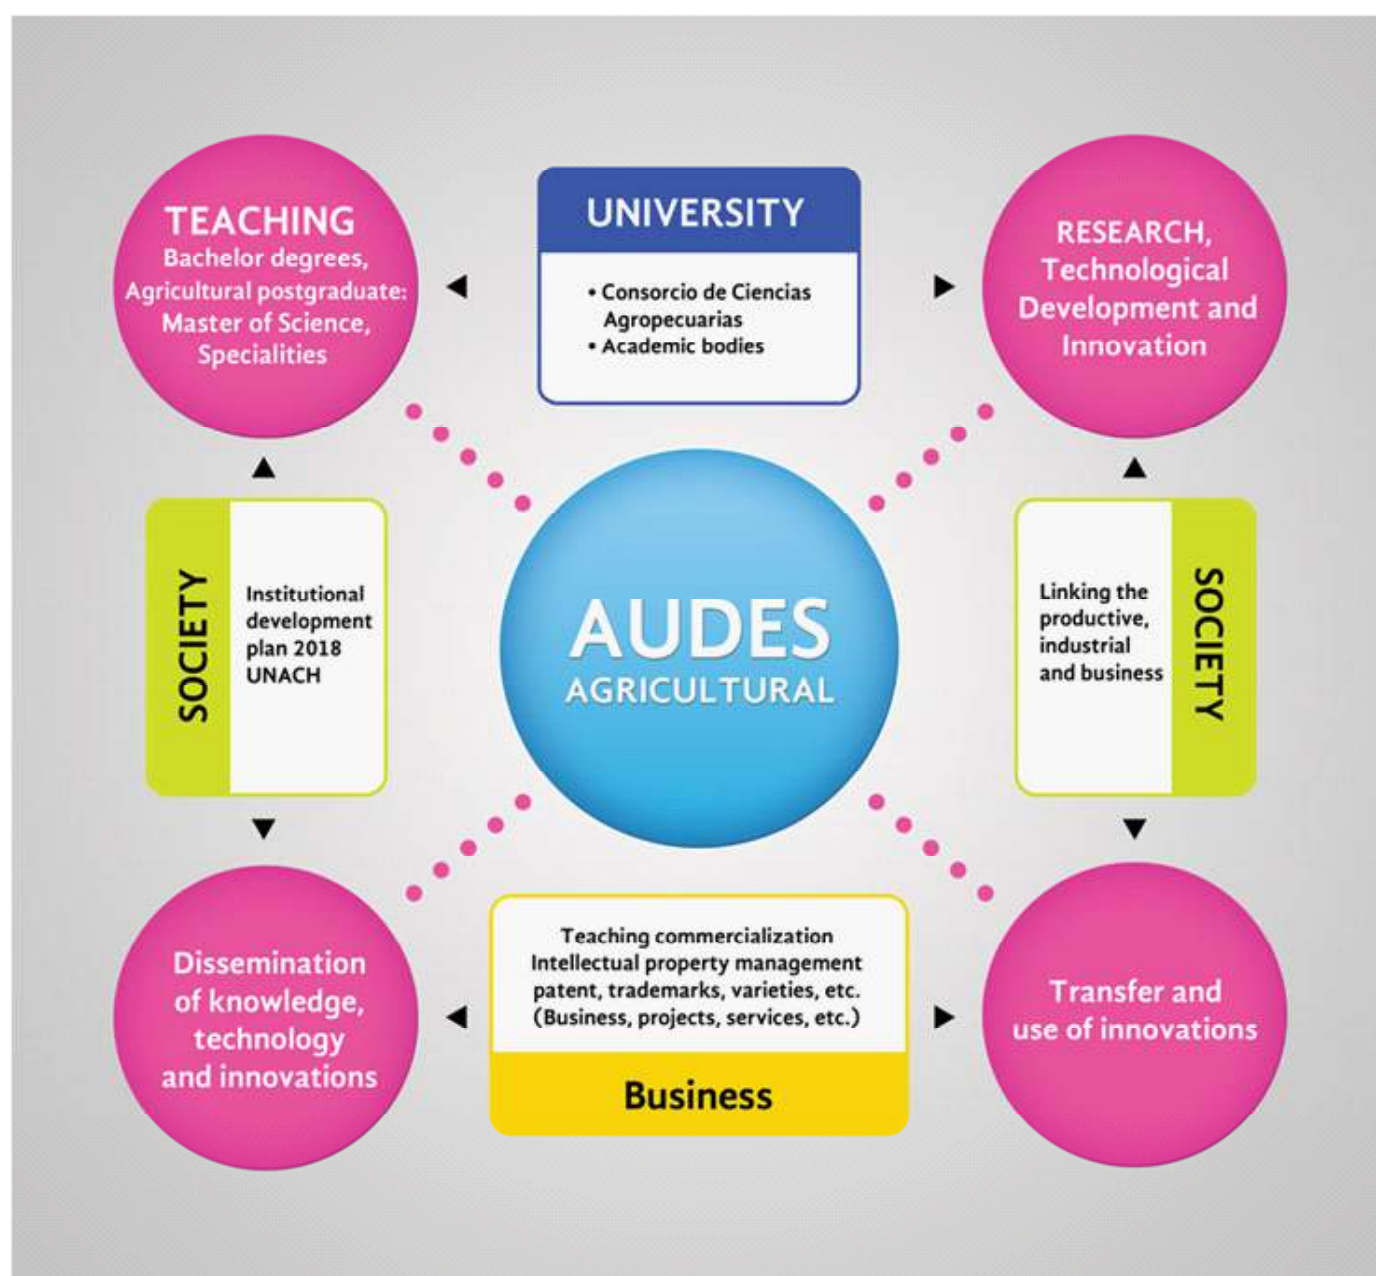 TEACHING
Bachelor degrees,
Agricultural postgraduate:
Master of Science,
Specialities
UNIVERSITY
• Consorcio de Ciencias
Agropecuarias
• Academic bodies
RESEARCH,
Technological
Development and
Innovation
SOCIETY
Institutional
development
plan 2018
UNACH
AUDES
AGRICULTURAL
Linking the
productive,
industrial
and business
SOCIETY
Dissemination
of knowledge,
technology
and innovations
Teaching commercialization
Intellectual property management
patent, trademarks, varieties, etc.
(Business, projects, services, etc.)
Business
Transfer and
use of innovations